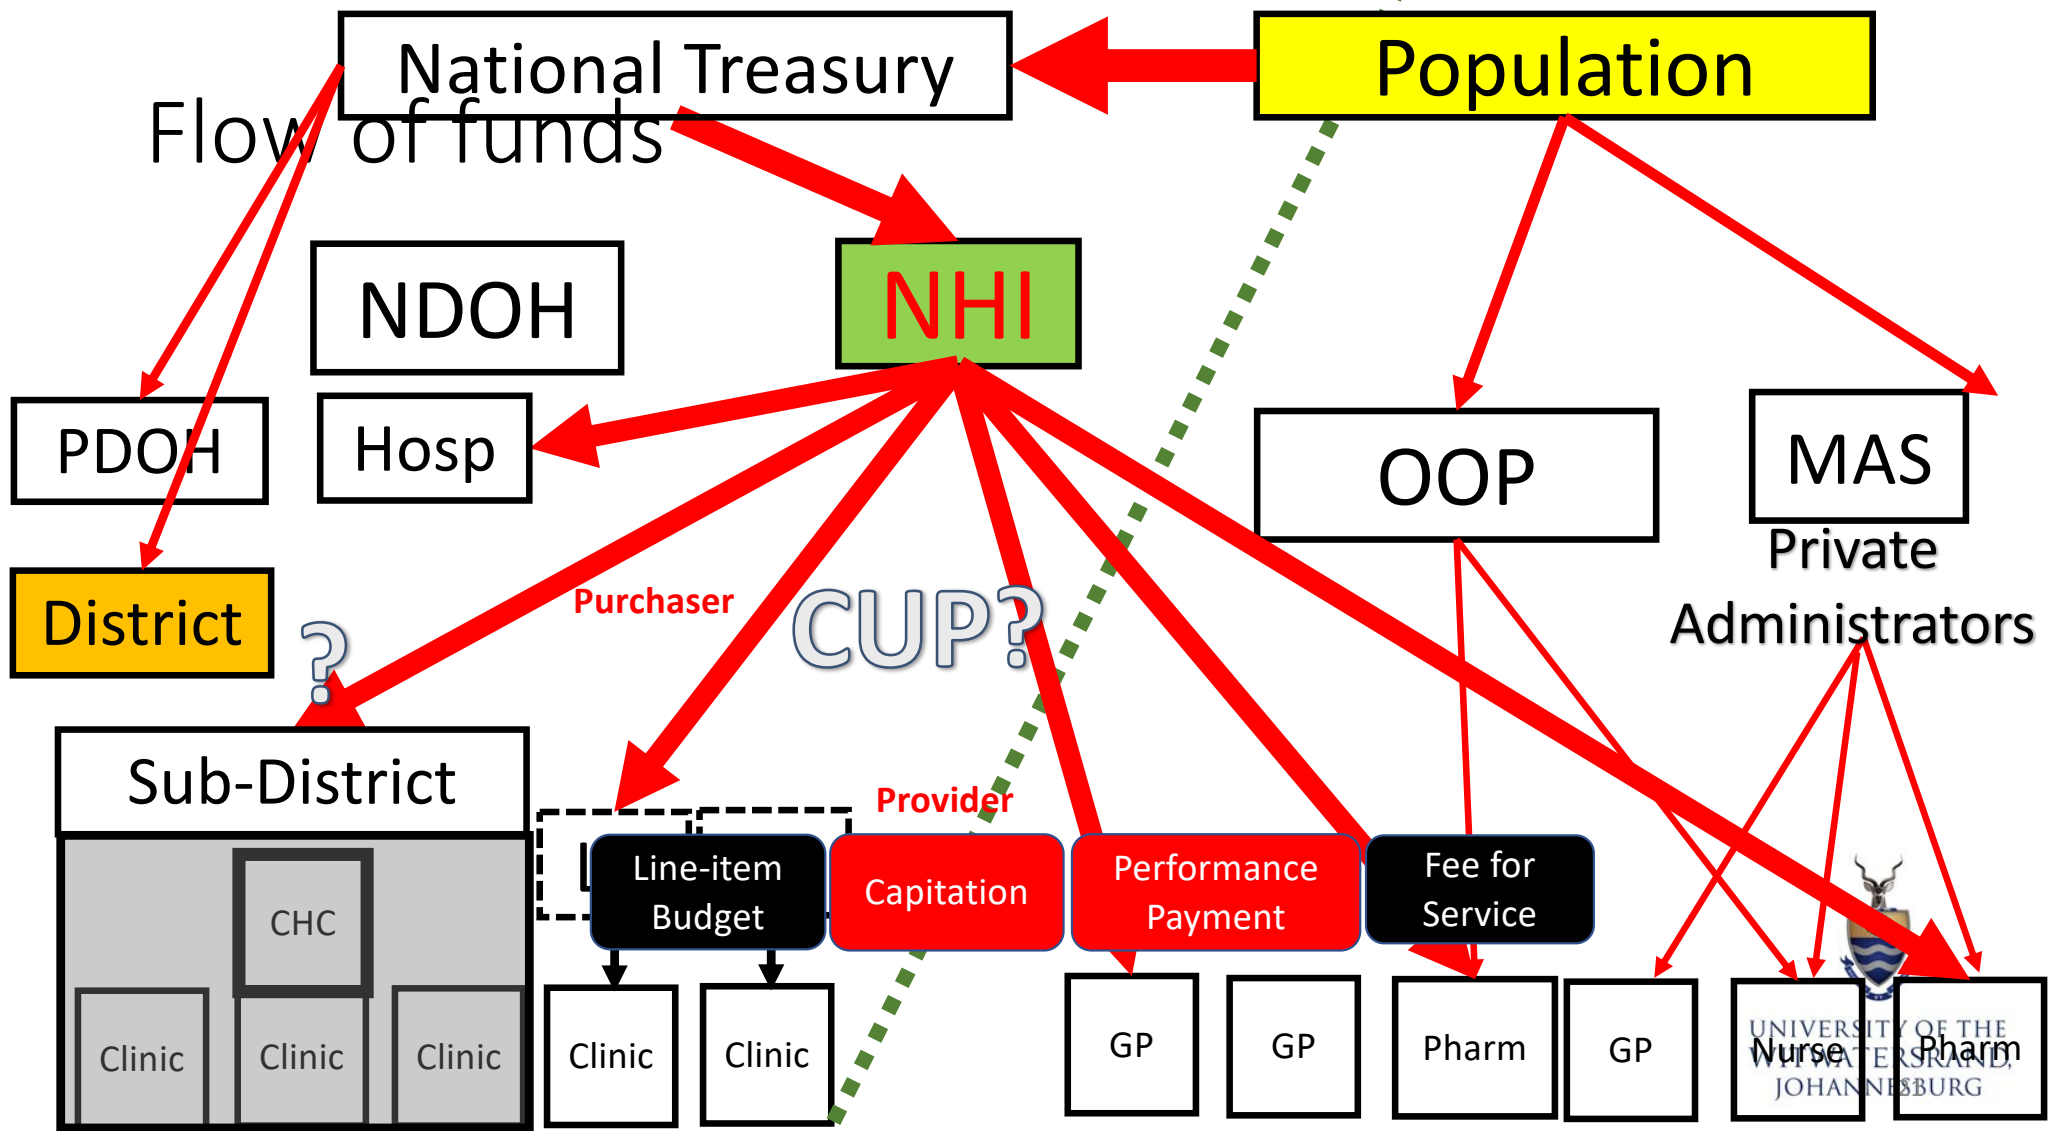 National Treasury
Population
Flow of funds
NDOH
NHI
PDOH
Hosp
OOP
MAS
Private
Administrators
District
?
Purchaser
CUP?
Sub-District
Provider
Line-item
Budget
Capitation
Performance
Payment
Fee for
Service
CHC
Clinic
Clinic
Clinic
Clinic
Clinic
GP
GP
Pharm
GP
Nurse
Pharm
UNIVERSITY OF THE
WITWATERSRAND,
JOHANNESBURG